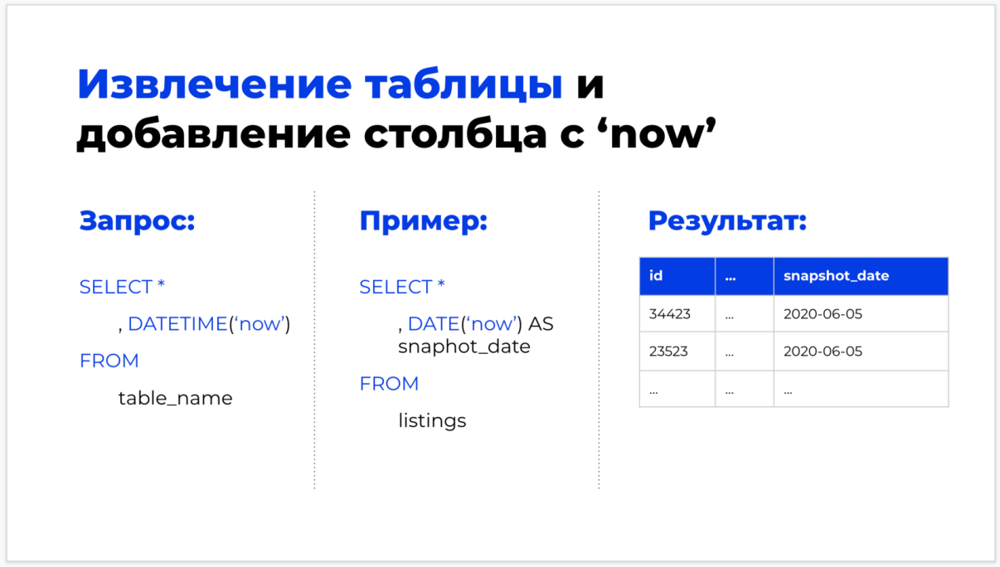 Извлечение таблицы и
добавление столбца с ‘now’
Запрос:
SELECT *
, DATETIME(‘now’)
FROM
table_name
Пример:
SELECT *
, DATE(‘now’) AS
snaphot_date
FROM
listings
Результат:
id ... snapshot_date
34423 ... 2020-06-05
23523 ... 2020-06-05
... ... ...